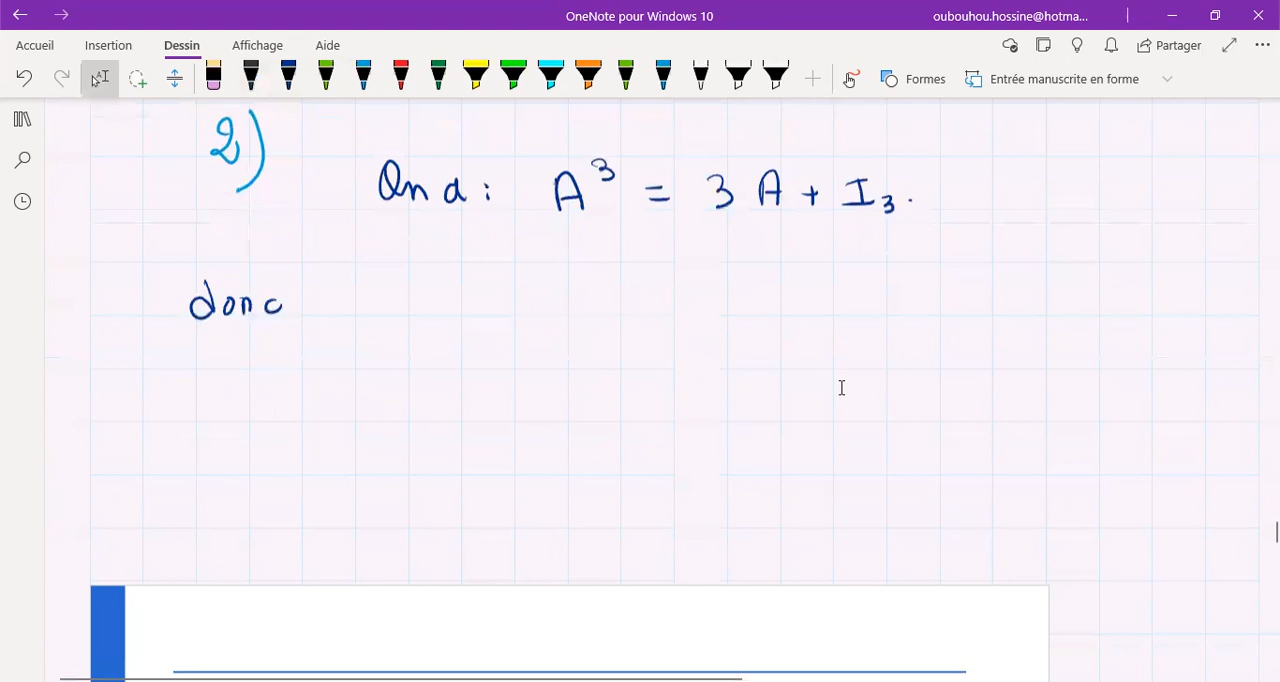 OneNote pour Windows 10
oubouhou.hossine@hotma...
Accueil Insertion Dessin Affichage Aide
Partager
Formes Entrée manuscrite en forme
2)
On a : A³ = 3 A + I₃.
donc